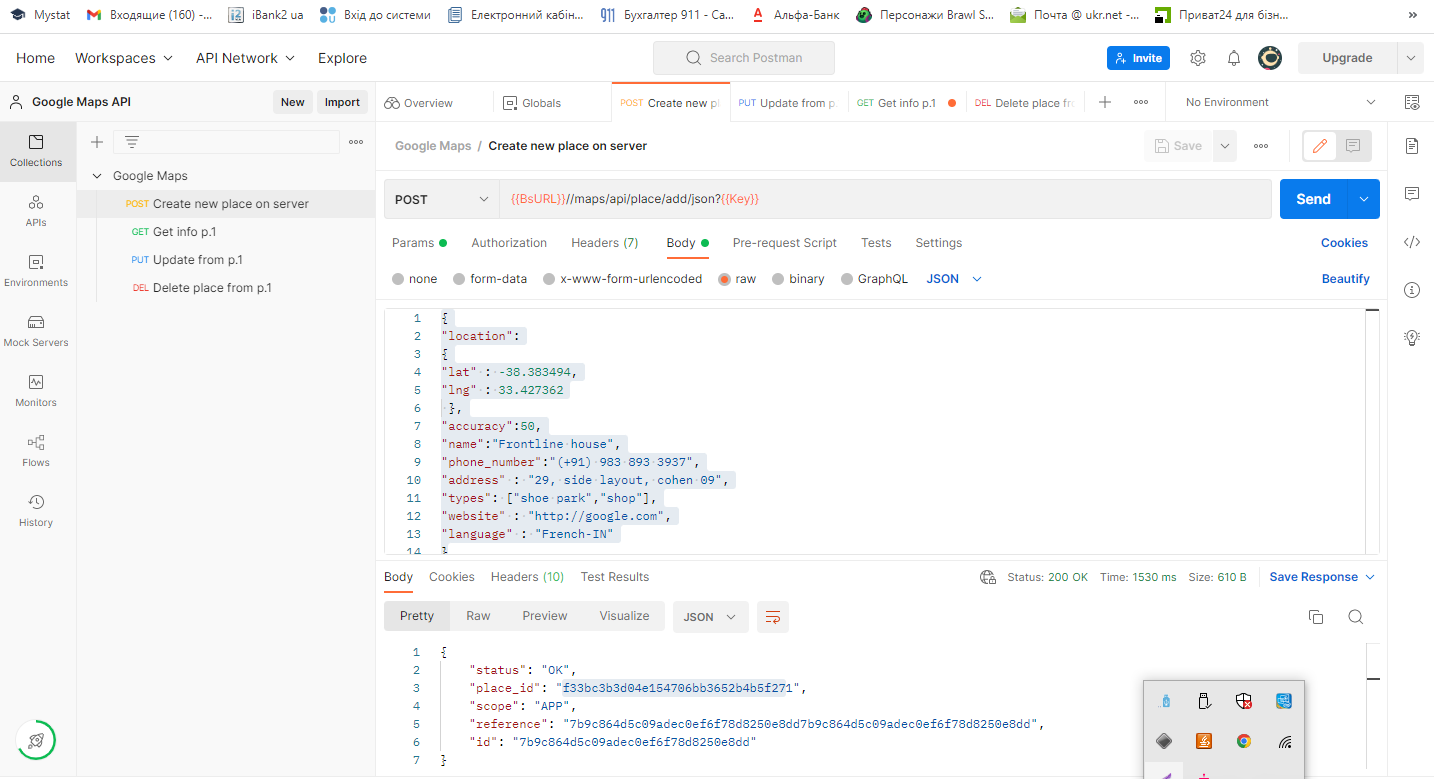 Mystat
Входящие (160) -...
iBank2 ua
Вхід до системи
Електронний кабін...
911 Бухгалтер 911 - Са...
A Альфа-Банк
Персонажи Brawl S...
Почта @ ukr.net -...
Приват24 для бізн...
»
Home
Workspaces
API Network
Explore
Search Postman
Invite
Upgrade
Google Maps API
New
Import
Overview
Globals
POST Create new pl
PUT Update from p.
GET Get info p.1
DEL Delete place fr
No Environment
Collections
APIs
Environments
Mock Servers
Monitors
Flows
History
Google Maps
POST Create new place on server
GET Get info p.1
PUT Update from p.1
DEL Delete place from p.1
Google Maps / Create new place on server
Save
POST
{{BsURL}}//maps/api/place/add/json?{{Key}}
Send
Params
Authorization
Headers (7)
Body
Pre-request Script
Tests
Settings
Cookies
none
form-data
x-www-form-urlencoded
raw
binary
GraphQL
JSON
Beautify
1 {
2 "location":
3 {
4 "lat" : -38.383494,
5 "lng" : 33.427362
6 },
7 "accuracy":50,
8 "name":"Frontline house",
9 "phone_number":"(+91) 983 893 3937",
10 "address" : "29, side layout, cohen 09",
11 "types": ["shoe park","shop"],
12 "website" : "http://google.com",
13 "language" : "French-IN"
14 }
Body
Cookies
Headers (10)
Test Results
Status: 200 OK
Time: 1530 ms
Size: 610 B
Save Response
Pretty
Raw
Preview
Visualize
JSON
1 {
2 "status": "OK",
3 "place_id": "f33bc3b3d04e154706bb3652b4b5f271",
4 "scope": "APP",
5 "reference": "7b9c864d5c09adec0ef6f78d8250e8dd7b9c864d5c09adec0ef6f78d8250e8dd",
6 "id": "7b9c864d5c09adec0ef6f78d8250e8dd"
7 }